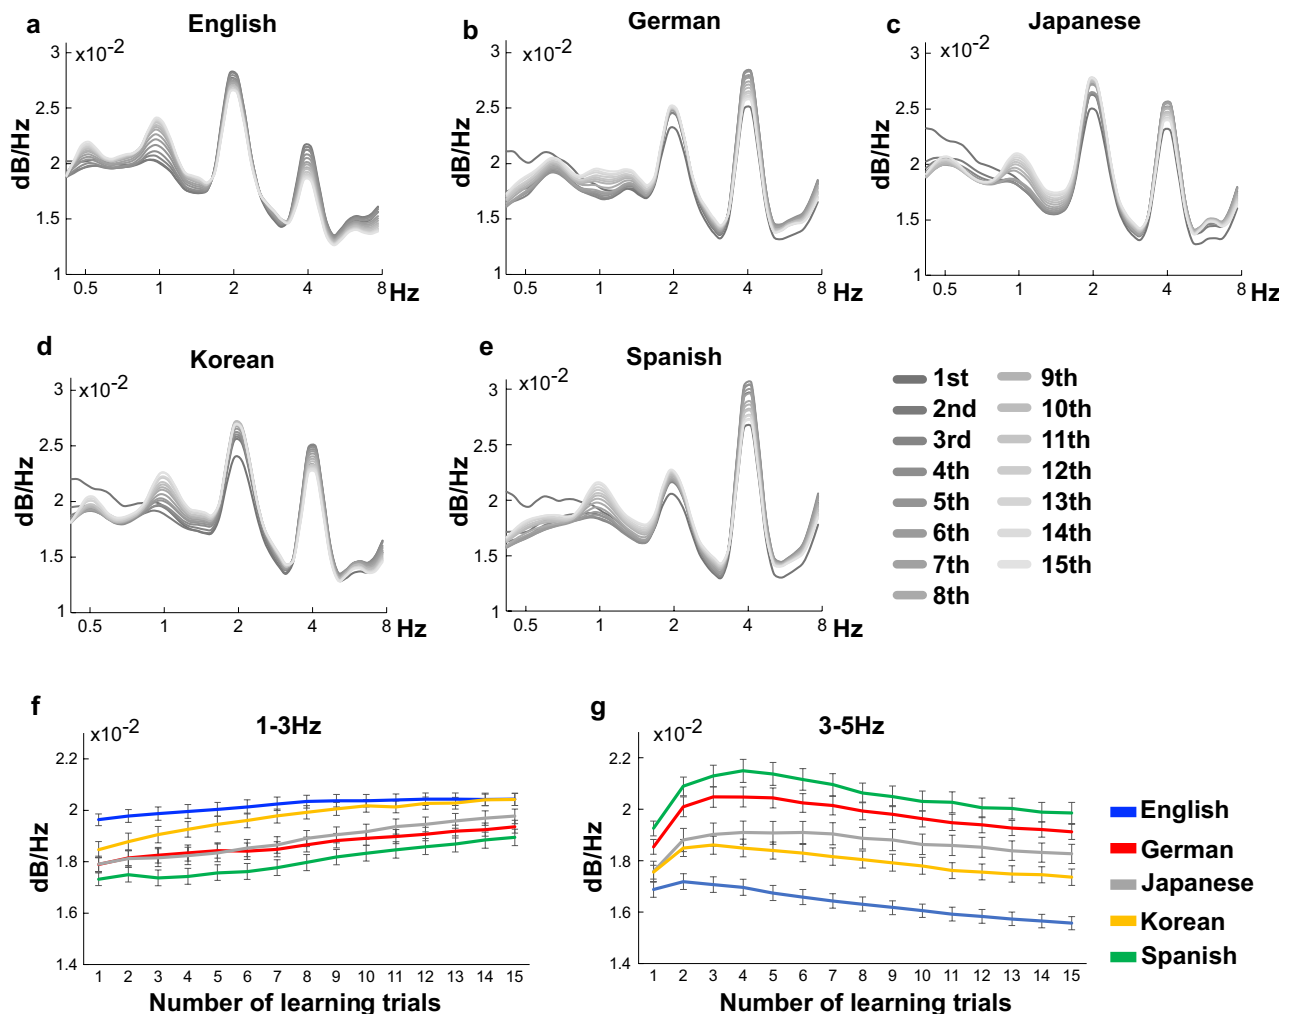 a English
3 x10-2
2.5
2
1.5
1
dB/Hz
0.5 1 2 4 8 Hz
b German
3 x10-2
2.5
2
1.5
1
dB/Hz
0.5 1 2 4 8 Hz
c Japanese
3 x10-2
2.5
2
1.5
1
dB/Hz
0.5 1 2 4 8 Hz
d Korean
3 x10-2
2.5
2
1.5
1
dB/Hz
0.5 1 2 4 8 Hz
e Spanish
3 x10-2
2.5
2
1.5
1
dB/Hz
0.5 1 2 4 8 Hz
1st
2nd
3rd
4th
5th
6th
7th
8th
9th
10th
11th
12th
13th
14th
15th
f 1-3Hz
x10-2
2.2
2
1.8
1.6
1.4
dB/Hz
1 2 3 4 5 6 7 8 9 10 11 12 13 14 15
Number of learning trials
g 3-5Hz
x10-2
2.2
2
1.8
1.6
1.4
dB/Hz
1 2 3 4 5 6 7 8 9 10 11 12 13 14 15
Number of learning trials
English
German
Japanese
Korean
Spanish